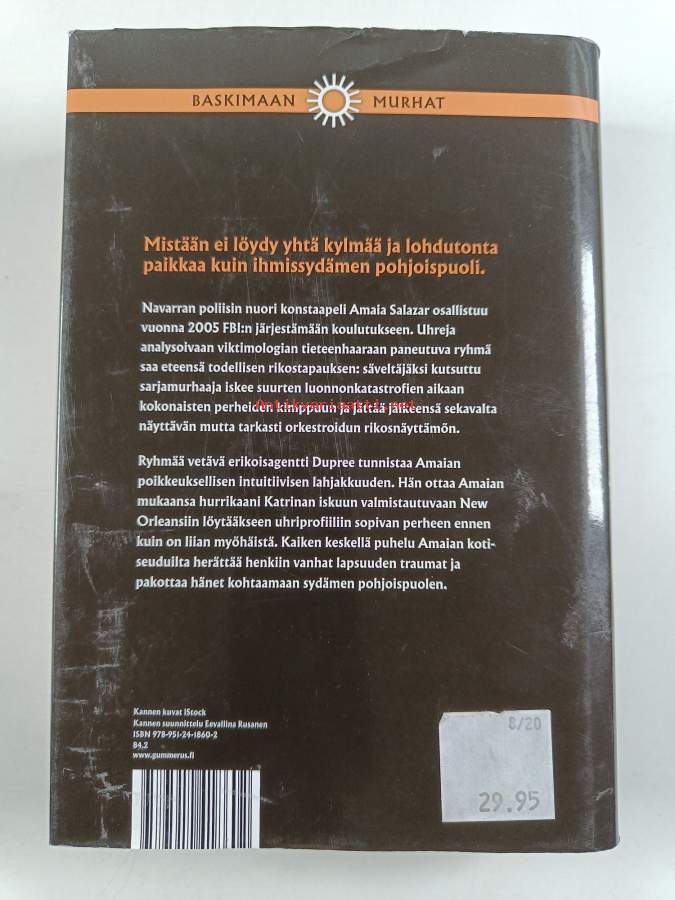 BASKIMAAN MURHAT
Mistään ei löydy yhtä kylmää ja lohdutonta
paikkaa kuin ihmissydämen pohjoispuoli.
Navarran poliisin nuori konstaapeli Amaia Salazar osallistuu
vuonna 2005 FBI:n järjestämään koulutukseen. Uhreja
analysoivaan viktimologian tieteenhaaraan paneutuva ryhmä
saa eteensä todellisen rikostapauksen: säveltäjäksi kutsuttu
sarjamurhaaja iskee suurten luonnonkatastrofien aikaan
Antikvariaatti.net
kokonaisten perheiden kimppuun ja jättää jälkeensä sekavalta
näyttävän mutta tarkasti orkestroidun rikosnäyttämön.
Ryhmää vetävä erikoisagentti Dupree tunnistaa Amaian
poikkeuksellisen intuitiivisen lahjakkuuden. Hän ottaa Amaian
mukaansa hurrikaani Katrinan iskuun valmistautuvaan New
Orleansiin löytääkseen uhriprofiiliin sopivan perheen ennen
kuin on liian myöhäistä. Kaiken keskellä puhelu Amaian koti-
seuduilta herättää henkiin vanhat lapsuuden traumat ja
pakottaa hänet kohtaamaan sydämen pohjoispuolen.
Kannen kuvat iStock
Kannen suunnittelu Eevaliina Rusanen
ISBN 978-951-24-1860-2
84.2
www.gummerus.fi
8/20
29.95